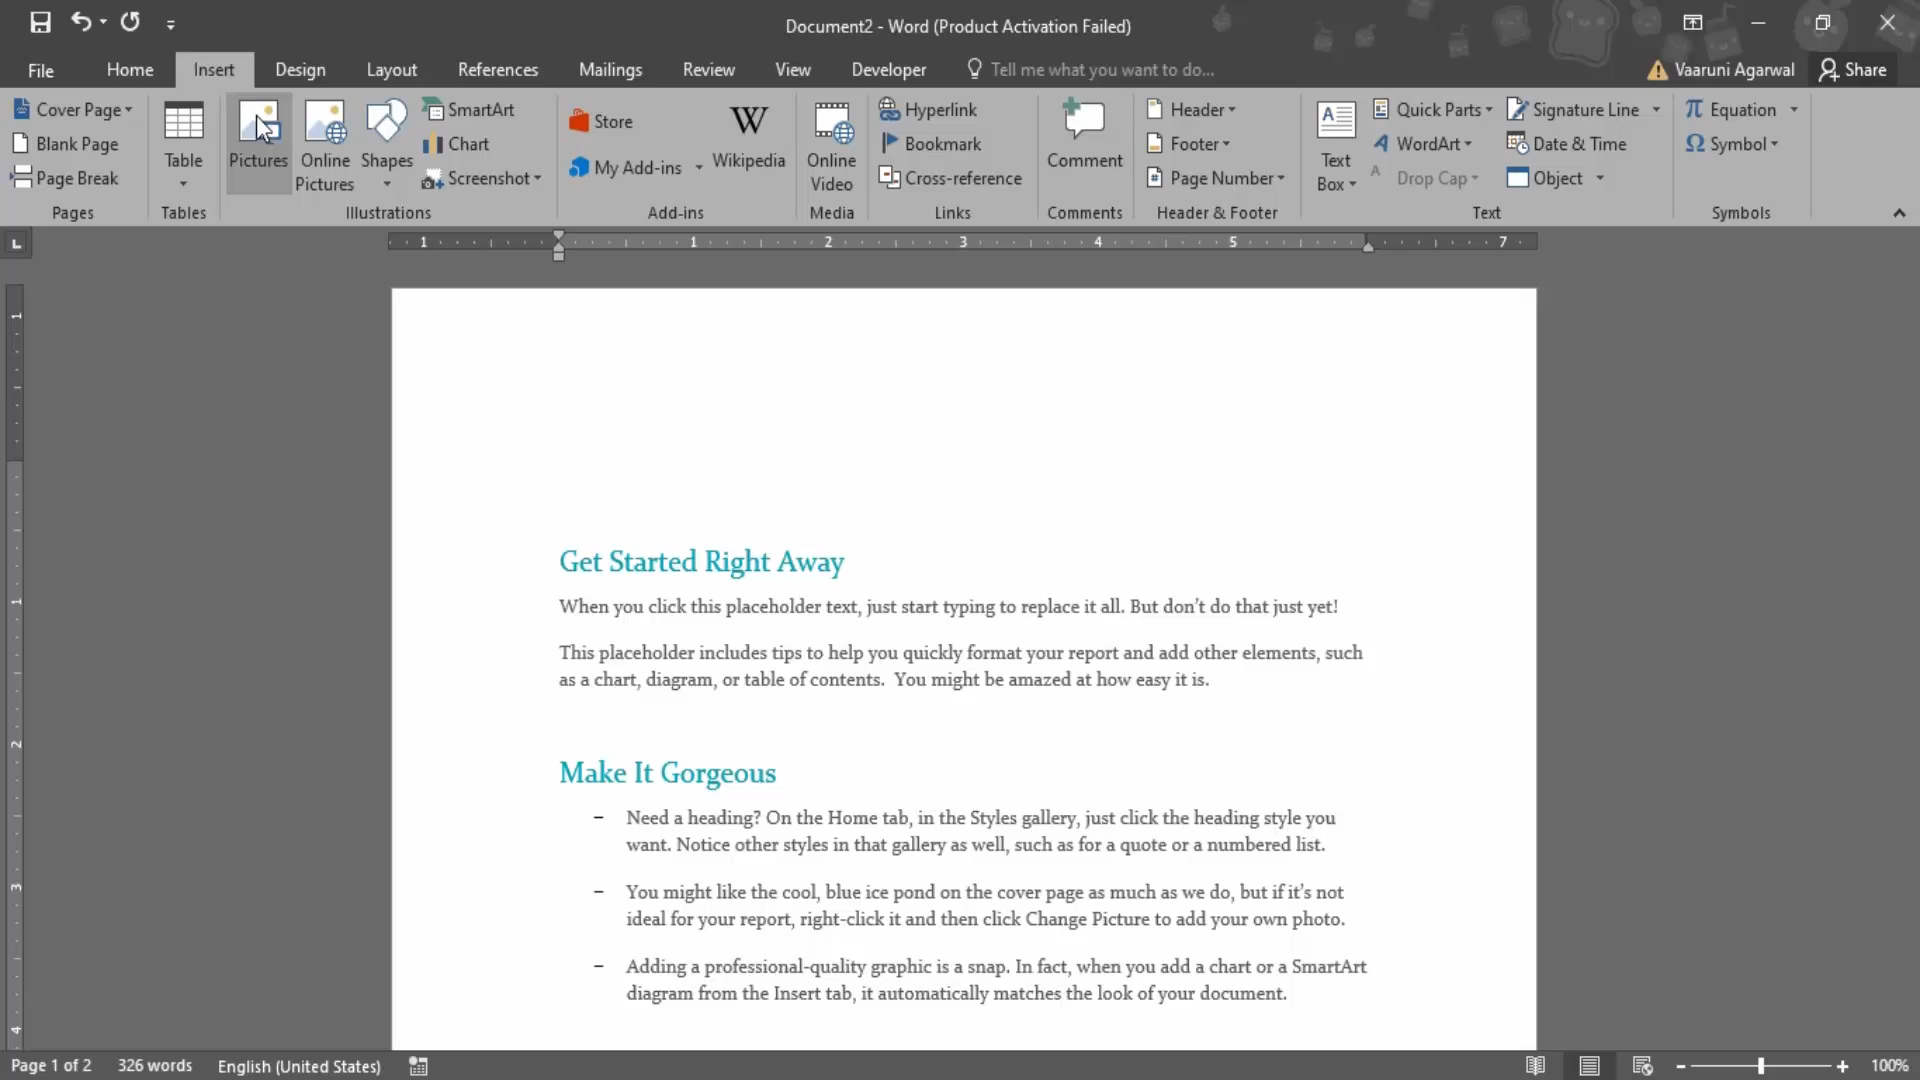 Document2 - Word (Product Activation Failed)
File Home Insert Design Layout References Mailings Review View Developer Tell me what you want to do... Vaaruni Agarwal Share
Cover Page
Blank Page
Page Break
Pages
Table
Tables
Pictures
Online Pictures
Shapes
SmartArt
Chart
Screenshot
Illustrations
Store
My Add-ins
W
Wikipedia
Add-ins
Online Video
Media
Hyperlink
Bookmark
Cross-reference
Links
Comment
Comments
Header
Footer
Page Number
Header & Footer
Text Box
Quick Parts
WordArt
Drop Cap
Signature Line
Date & Time
Object
Text
π Equation
Ω Symbol
Symbols
L
1 1 2 3 4 5 7
1
1
2
3
4
Get Started Right Away
When you click this placeholder text, just start typing to replace it all. But don’t do that just yet!
This placeholder includes tips to help you quickly format your report and add other elements, such
as a chart, diagram, or table of contents.  You might be amazed at how easy it is.
Make It Gorgeous
– Need a heading? On the Home tab, in the Styles gallery, just click the heading style you
want. Notice other styles in that gallery as well, such as for a quote or a numbered list.
– You might like the cool, blue ice pond on the cover page as much as we do, but if it’s not
ideal for your report, right-click it and then click Change Picture to add your own photo.
– Adding a professional-quality graphic is a snap. In fact, when you add a chart or a SmartArt
diagram from the Insert tab, it automatically matches the look of your document.
Page 1 of 2 326 words English (United States) 100%